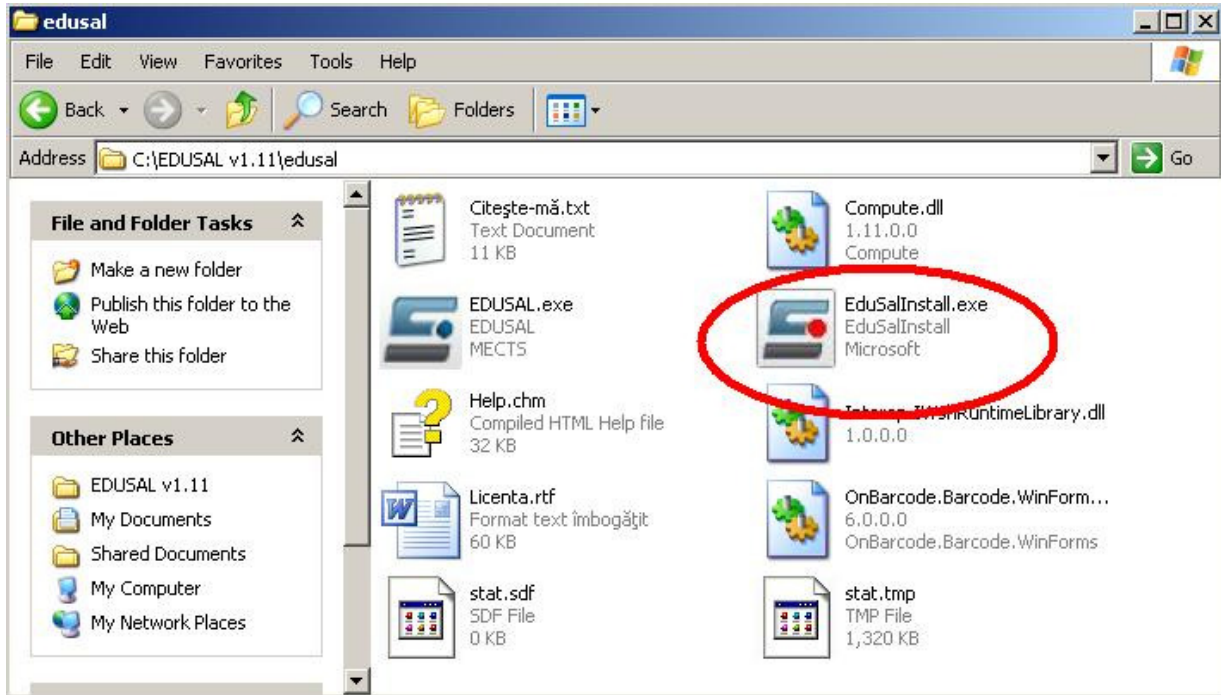 edusal
File Edit View Favorites Tools Help
Back Search Folders
Address C:\EDUSAL v1.11\edusal Go
File and Folder Tasks
Make a new folder
Publish this folder to the
Web
Share this folder
Other Places
EDUSAL v1.11
My Documents
Shared Documents
My Computer
My Network Places
Citeşte-mă.txt
Text Document
11 KB
Compute.dll
1.11.0.0
Compute
EDUSAL.exe
EDUSAL
MECTS
EduSalInstall.exe
EduSalInstall
Microsoft
Help.chm
Compiled HTML Help file
32 KB
Interop.IWshRuntimeLibrary.dll
1.0.0.0
Licenta.rtf
Format text îmbogăţit
60 KB
OnBarcode.Barcode.WinForm...
6.0.0.0
OnBarcode.Barcode.WinForms
stat.sdf
SDF File
0 KB
stat.tmp
TMP File
1,320 KB